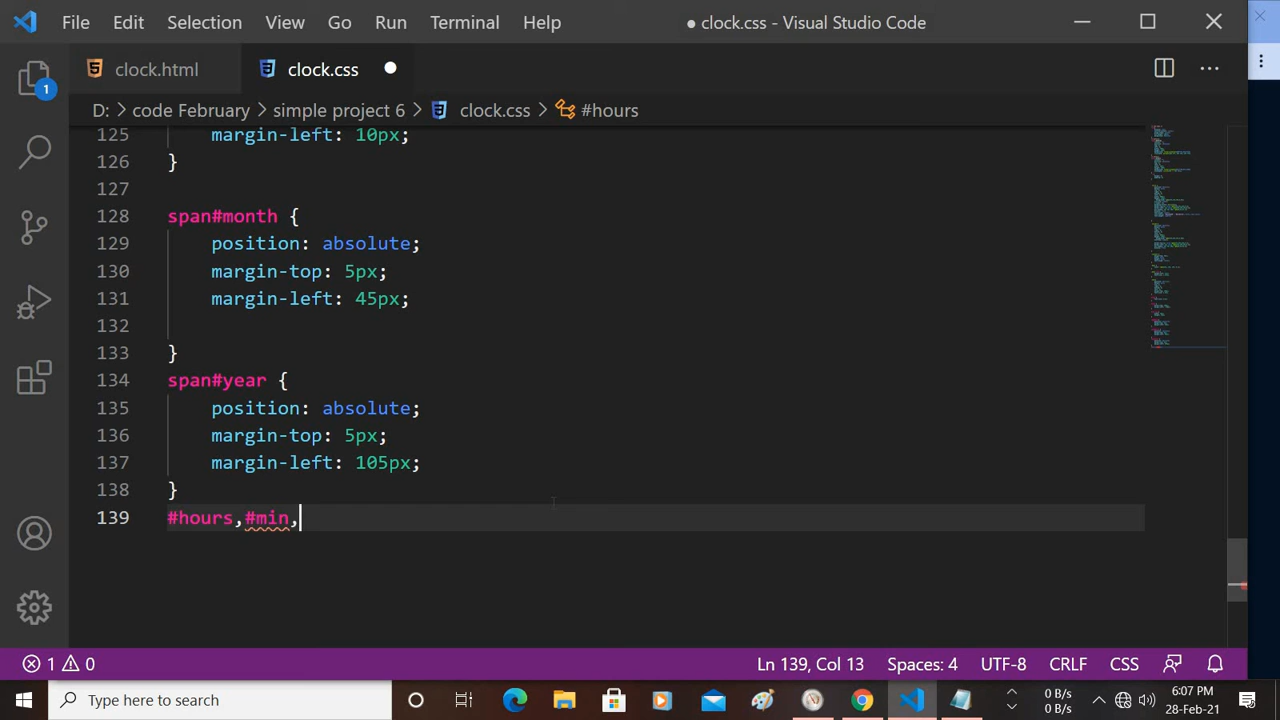 File Edit Selection View Go Run Terminal Help ● clock.css - Visual Studio Code
clock.html clock.css ●
D: > code February > simple project 6 > clock.css > #hours
125 margin-left: 10px;
126 }
127
128 span#month {
129 position: absolute;
130 margin-top: 5px;
131 margin-left: 45px;
132
133 }
134 span#year {
135 position: absolute;
136 margin-top: 5px;
137 margin-left: 105px;
138 }
139 #hours,#min,
1
1 0 Ln 139, Col 13 Spaces: 4 UTF-8 CRLF CSS
Type here to search 0 B/s 0 B/s 6:07 PM 28-Feb-21